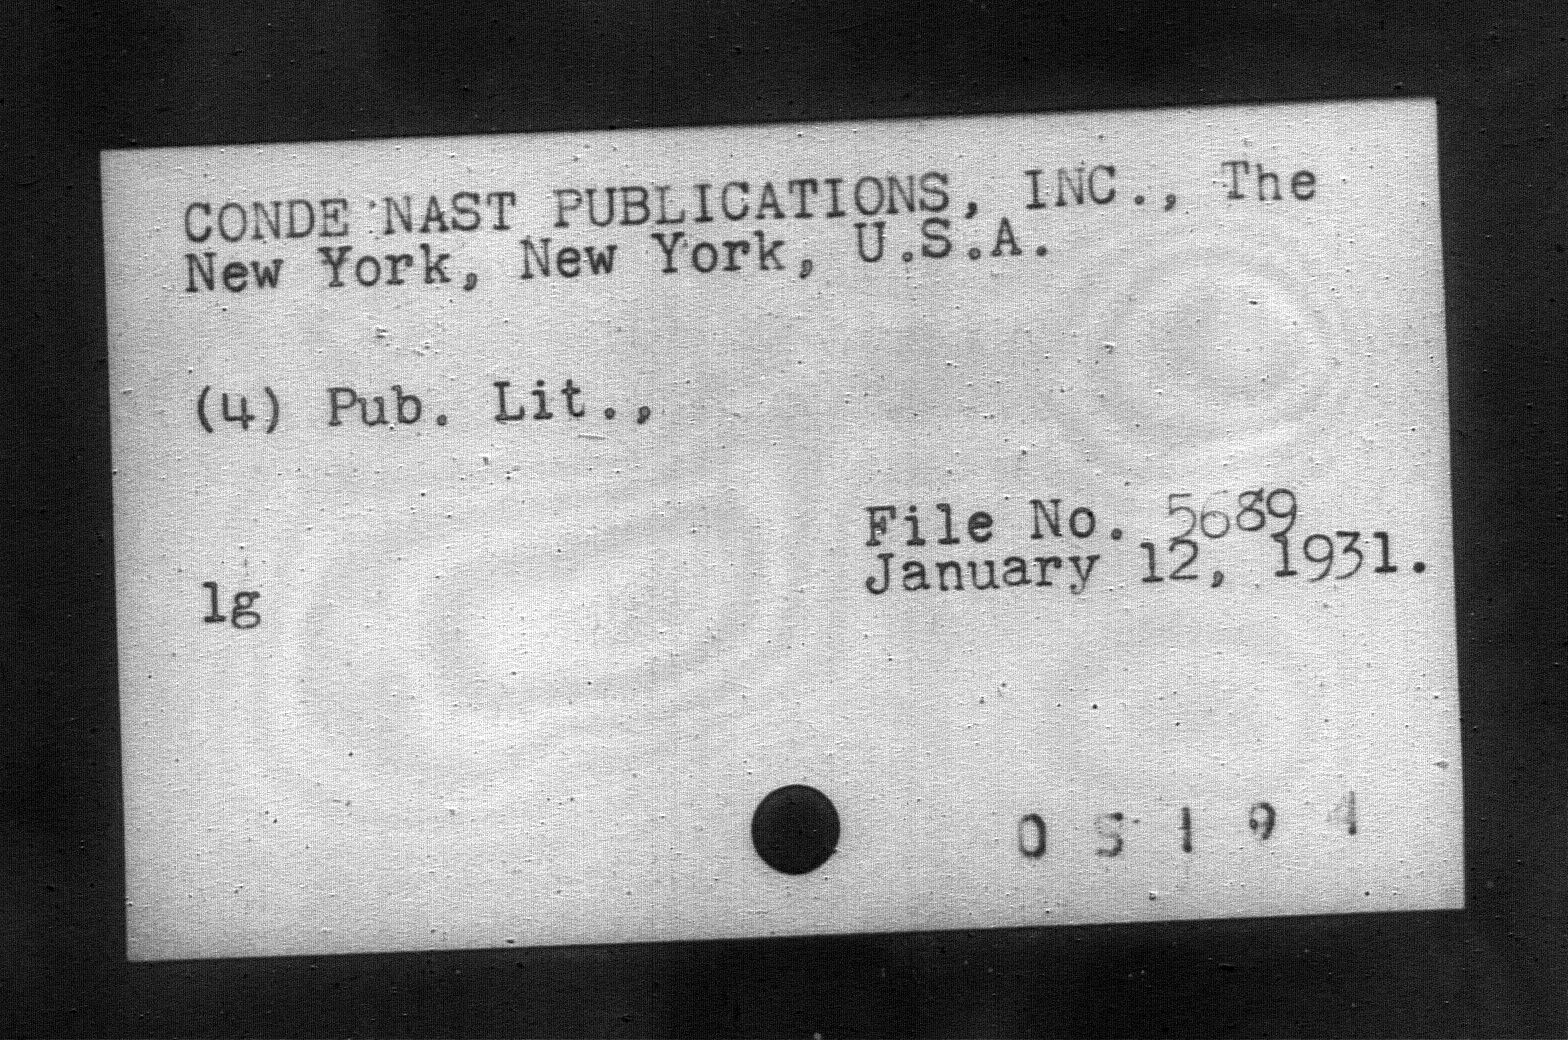 CONDE NAST PUBLICATIONS, INC., The
New York, New York, U.S.A.
(4) Pub. Lit.,
File No. 5689
January 12, 1931.
lg
0 5 1 9 4